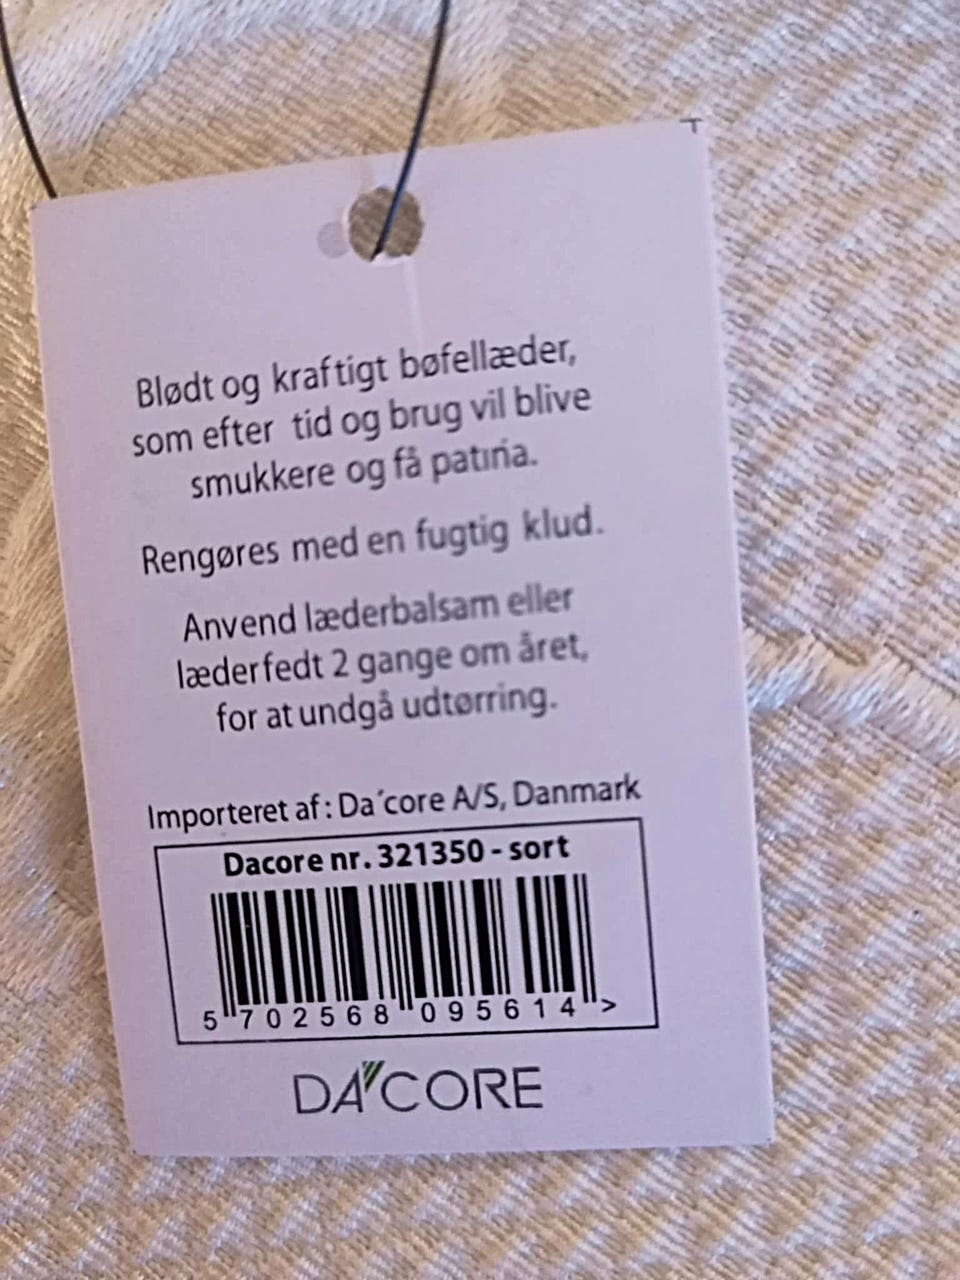 Blødt og kraftigt bøfellæder,
som efter tid og brug vil blive
smukkere og få patina.
Rengøres med en fugtig klud.
Anvend læderbalsam eller
læderfedt 2 gange om året,
for at undgå udtørring.
Importeret af: Da´core A/S, Danmark
Dacore nr. 321350 - sort
5 702568 095614 >
DA´CORE